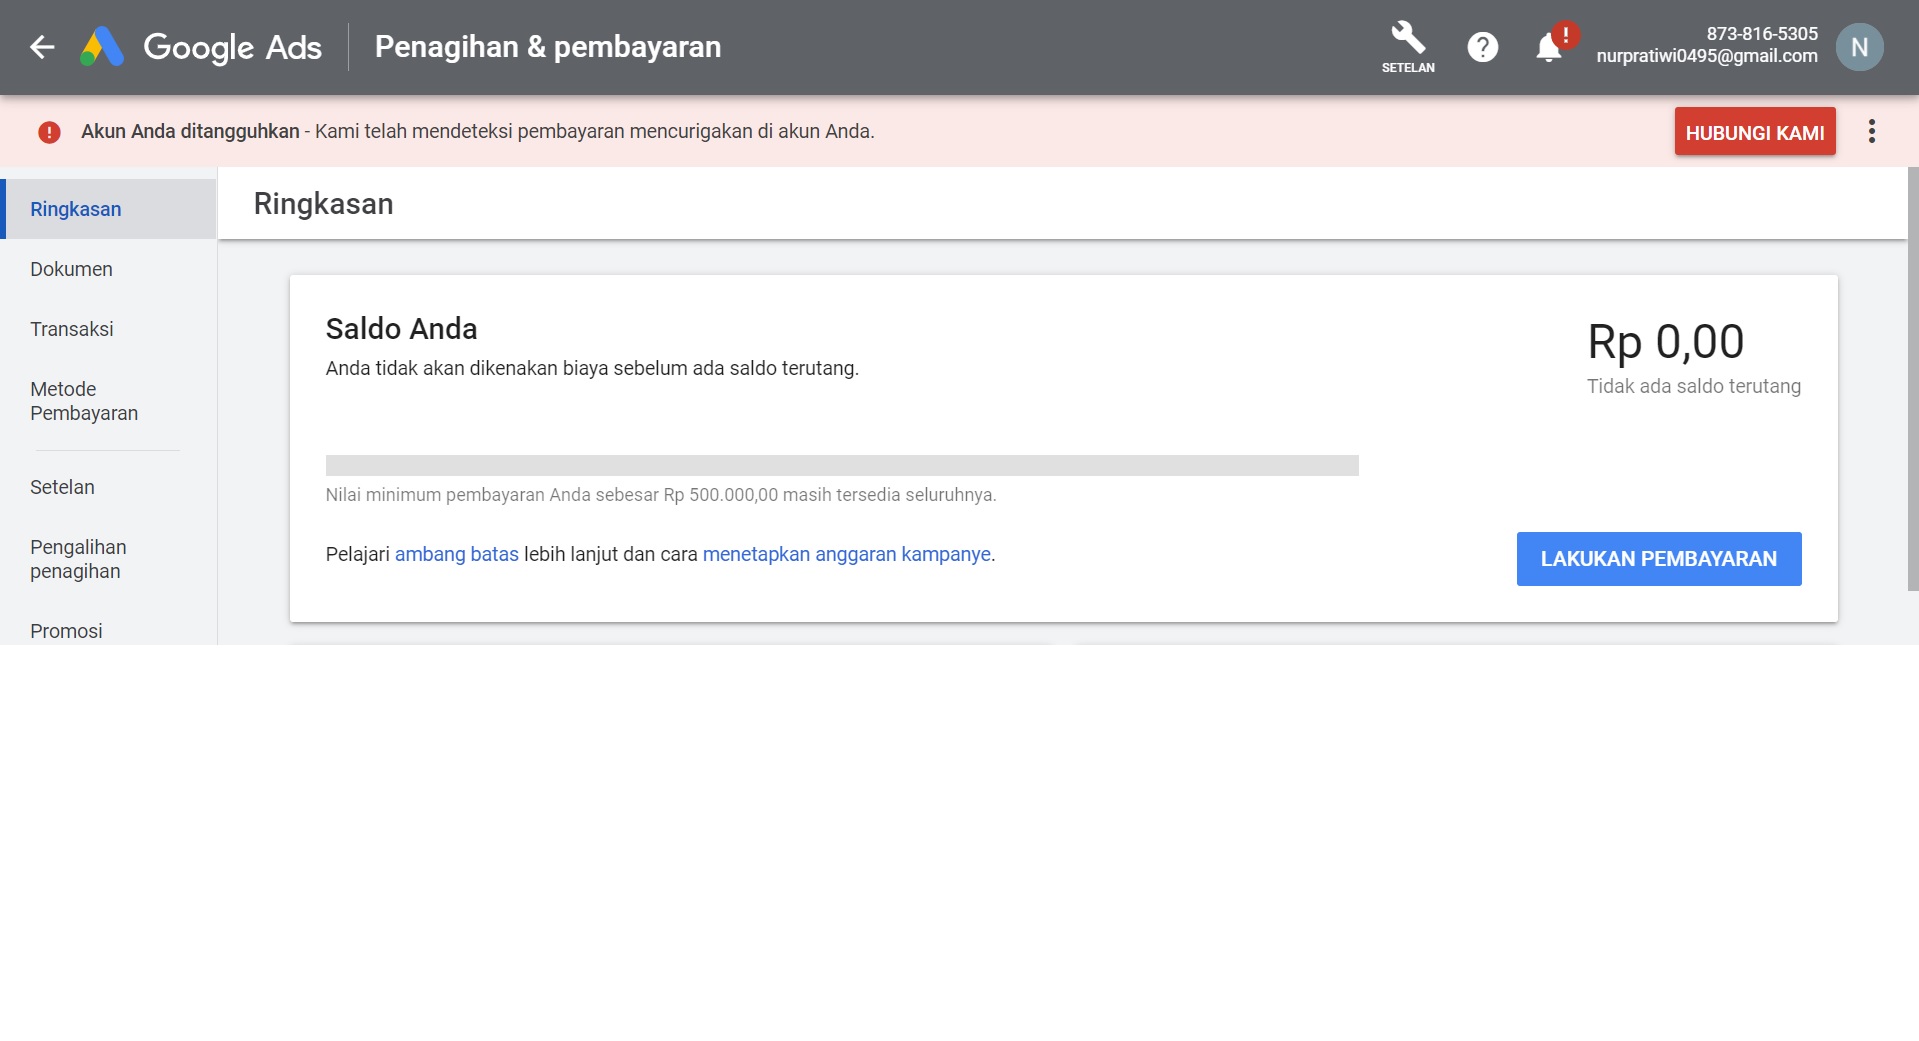 Google Ads
Penagihan & pembayaran
SETELAN
873-816-5305
nurpratiwi0495@gmail.com
N
Akun Anda ditangguhkan - Kami telah mendeteksi pembayaran mencurigakan di akun Anda.
HUBUNGI KAMI
Ringkasan
Dokumen
Transaksi
Metode
Pembayaran
Setelan
Pengalihan
penagihan
Promosi
Ringkasan
Saldo Anda
Anda tidak akan dikenakan biaya sebelum ada saldo terutang.
Rp 0,00
Tidak ada saldo terutang
Nilai minimum pembayaran Anda sebesar Rp 500.000,00 masih tersedia seluruhnya.
Pelajari ambang batas lebih lanjut dan cara menetapkan anggaran kampanye.
LAKUKAN PEMBAYARAN